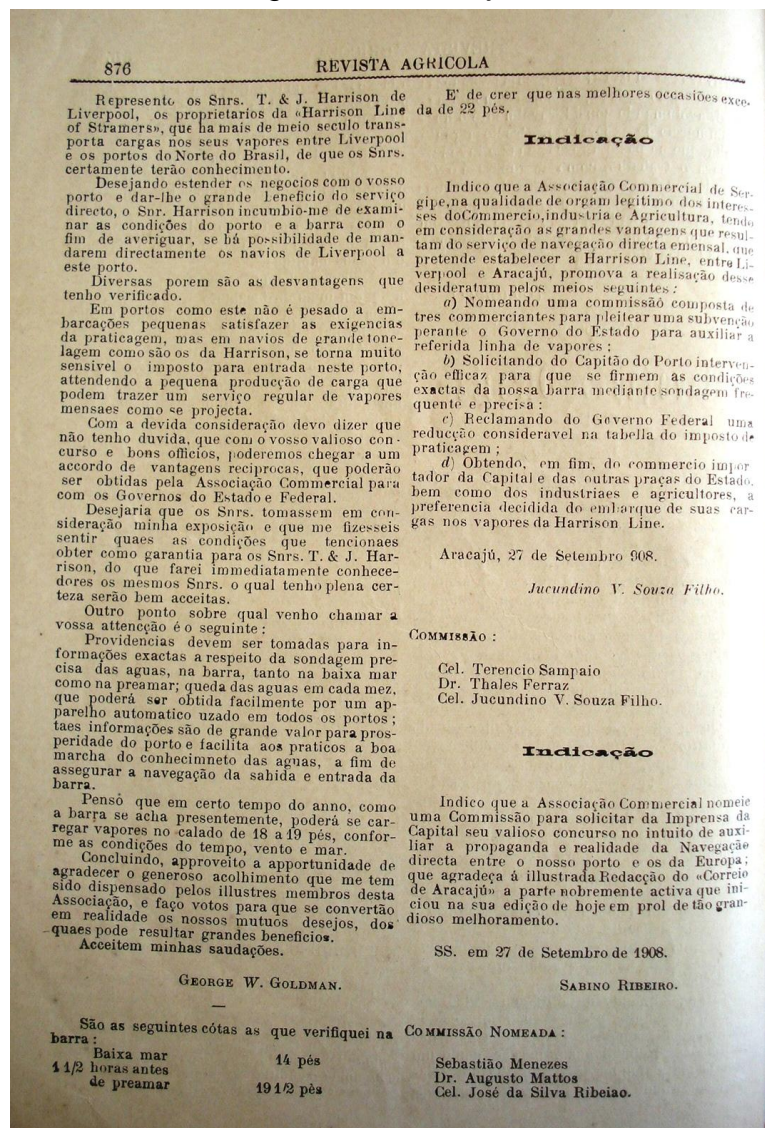 876
REVISTA AGRICOLA
Represento os Snrs. T. & J. Harrison de
Liverpool, os proprietarios da «Harrison Line
of Stramers», que ha mais de meio seculo trans-
porta cargas nos seus vapores entre Liverpool
e os portos do Norte do Brasil, de que os Snrs.
certamente terão conhecimento.
Desejando estender os negocios com o vosso
porto e dar-lhe o grande beneficio do serviço
directo, o Snr. Harrison incumbio-me de exami-
nar as condições do porto e a barra com o
fim de averiguar, se há possibilidade de man-
darem directamente os navios de Liverpool a
este porto.
Diversas porem são as desvantagens que
tenho verificado.
Em portos como este não é pesado a em-
barcações pequenas satisfazer as exigencias
da praticagem, mas em navios de grande tone-
lagem como são os da Harrison, se torna muito
sensivel o imposto para entrada neste porto,
attendendo a pequena producção de carga que
podem trazer um serviço regular de vapores
mensaes como se projecta.
Com a devida consideração devo dizer que
não tenho duvida, que com o vosso valioso con-
curso e bons officios, poderemos chegar a um
accordo de vantagens reciprocas, que poderão
ser obtidas pela Associação Commercial para
com os Governos do Estado e Federal.
Desejaria que os Snrs. tomassem em con-
sideração minha exposição e que me fizesseis
sentir quaes as condições que tencionaes
obter como garantia para os Snrs. T. & J. Har-
rison, do que farei immediatamente conhece-
dores os mesmos Snrs. o qual tenho plena cer-
teza serão bem acceitas.
Outro ponto sobre qual venho chamar a
vossa attencção é o seguinte:
Providencias devem ser tomadas para in-
formações exactas a respeito da sondagem pre-
cisa das aguas, na barra, tanto na baixa mar
como na preamar; queda das aguas em cada mez,
que poderá ser obtida facilmente por um ap-
parelho automatico uzado em todos os portos;
taes informações são de grande valor para pros-
peridade do porto e facilita aos praticos a boa
marcha do conhecimneto das aguas, a fim de
assegurar a navegação da sahida e entrada da
barra.
Penso que em certo tempo do anno, como
a barra se acha presentemente, poderá se car-
regar vapores no calado de 18 a 19 pés, confor-
me as condições do tempo, vento e mar.
Concluindo, approveito a apportunidade de
agradecer o generoso acolhimento que me tem
sido dispensado pelos illustres membros desta
Associação, e faço votos para que se convertão
em realidade os nossos mutuos desejos, dos
quaes pode resultar grandes beneficios.
Acceitem minhas saudações.
GEORGE W. GOLDMAN.
São as seguintes cótas as que verifiquei na
barra:
Baixa mar 14 pés
1 1/2 horas antes
de preamar 19 1/2 pès
E' de crer que nas melhores occasiões exce-
da de 22 pés.
Indicação
Indico que a Associação Commercial de Ser-
gipe,na qualidade de orgam legitimo dos interes-
ses doCommercio,industria e Agricultura, tendo
em consideração as grandes vantagens que resul-
tam do serviço de navegação directa emensal, que
pretende estabelecer a Harrison Line, entre Li-
verpool e Aracajú, promova a realisação desse
desideratum pelos meios seguintes:
a) Nomeando uma commissaõ composta de
tres commerciantes para pleitear uma subvenção
perante o Governo do Estado para auxiliar a
referida linha de vapores;
b) Solicitando do Capitão do Porto interven-
ção efficaz para que se firmem as condições
exactas da nossa barra mediante sondagem fre-
quente e precisa:
c) Reclamando do Governo Federal uma
reducção consideravel na tabella do imposto de
praticagem;
d) Obtendo, em fim, do commercio impor
tador da Capital e das outras praças do Estado,
bem como dos industriaes e agricultores, a
preferencia decidida do embarque de suas car-
gas nos vapores da Harrison Line.
Aracajú, 27 de Setembro 908.
Jucundino V. Souza Filho.
COMMISSÃO:
Cel. Terencio Sampaio
Dr. Thales Ferraz
Cel. Jucundino V. Souza Filho.
Indicação
Indico que a Associação Commercial nomeie
uma Commissão para solicitar da Imprensa da
Capital seu valioso concurso no intuito de auxi-
liar a propaganda e realidade da Navegação
directa entre o nosso porto e os da Europa;
que agradeça á illustrada Redacção do «Correio
de Aracajú» a parte nobremente activa que ini-
ciou na sua edição de hoje em prol de tão gran-
dioso melhoramento.
SS. em 27 de Setembro de 1908.
SABINO RIBEIRO.
COMMISSÃO NOMEADA:
Sebastião Menezes
Dr. Augusto Mattos
Cel. José da Silva Ribeiao.